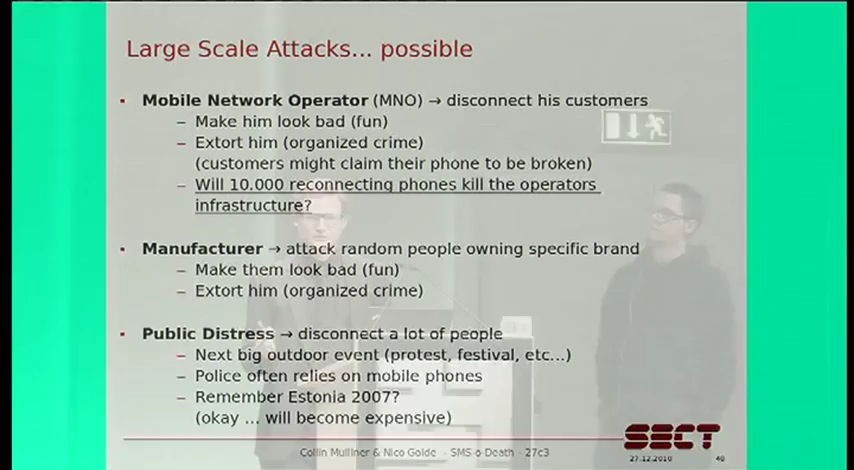 Large Scale Attacks... possible
▪ Mobile Network Operator (MNO) → disconnect his customers
– Make him look bad (fun)
– Extort him (organized crime)
(customers might claim their phone to be broken)
– Will 10.000 reconnecting phones kill the operators
infrastructure?
▪ Manufacturer → attack random people owning specific brand
– Make them look bad (fun)
– Extort him (organized crime)
▪ Public Distress → disconnect a lot of people
– Next big outdoor event (protest, festival, etc...)
– Police often relies on mobile phones
– Remember Estonia 2007?
(okay ... will become expensive)
SECT
Collin Mulliner & Nico Golde - SMS-o-Death - 27c3
27.12.2010 40